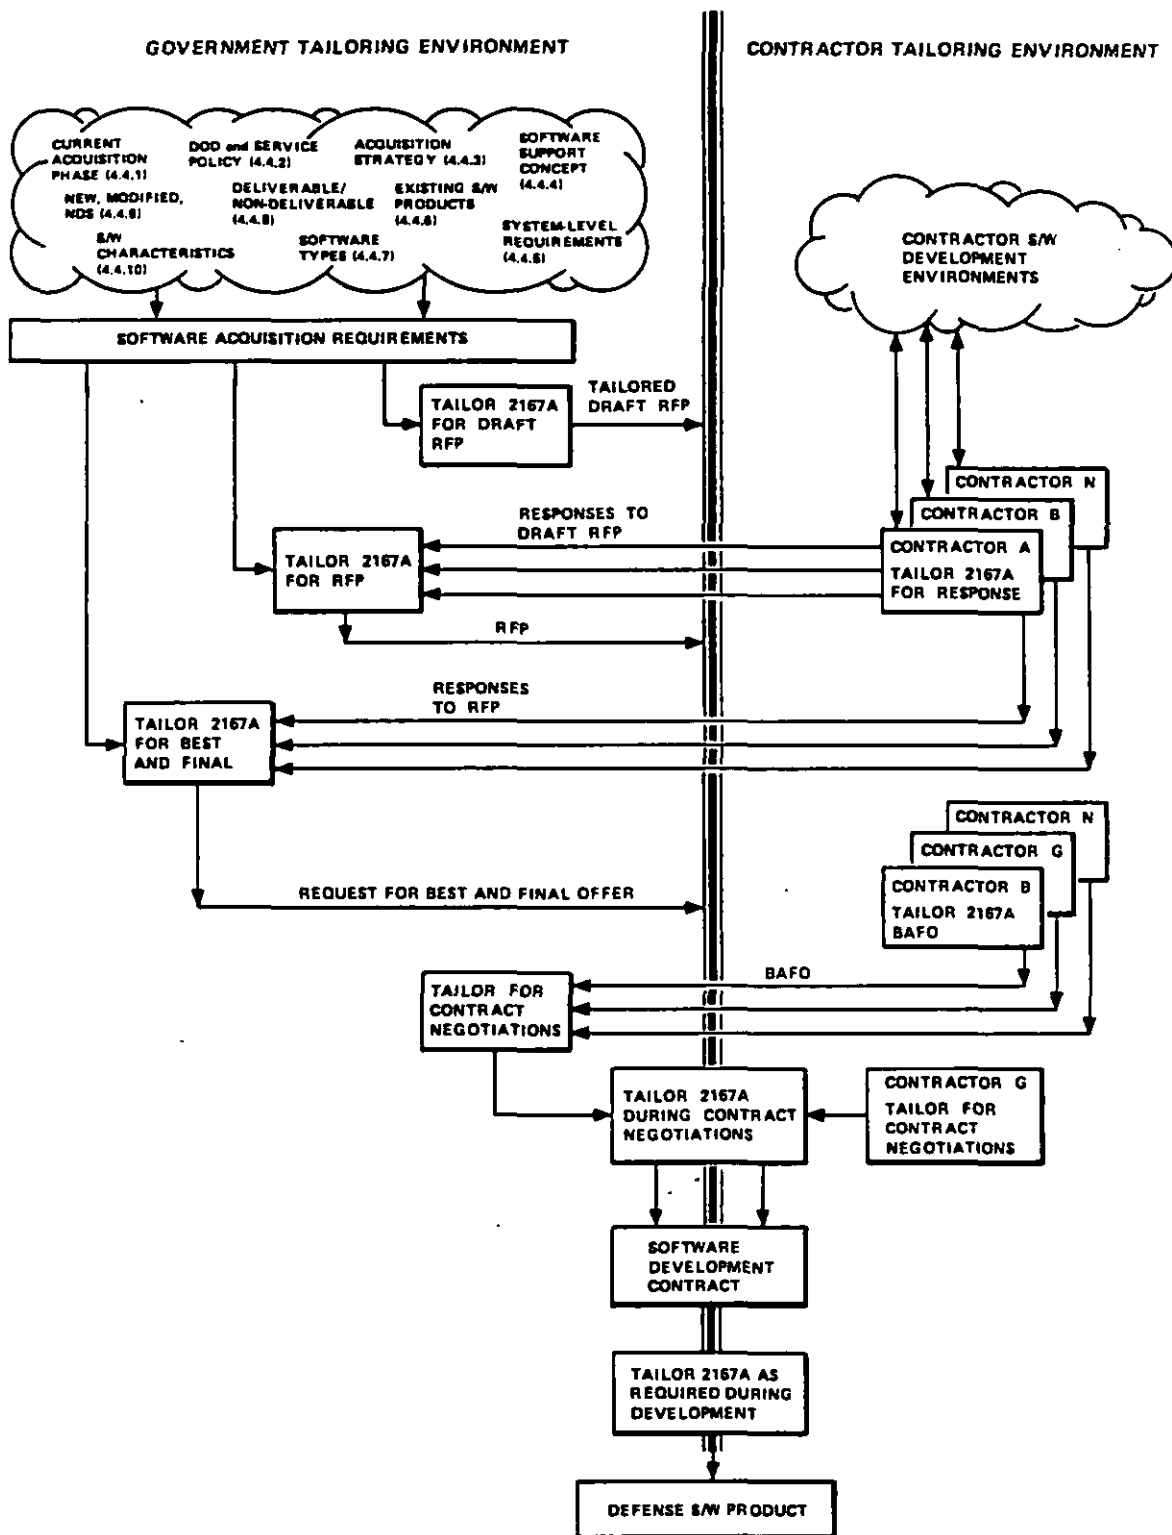 GOVERNMENT TAILORING ENVIRONMENT
CONTRACTOR TAILORING ENVIRONMENT
CURRENT
ACQUISITION
PHASE (4.4.1)
DOD and SERVICE
POLICY (4.4.2)
ACQUISITION
STRATEGY (4.4.3)
SOFTWARE
SUPPORT
CONCEPT
(4.4.4)
NEW, MODIFIED,
NDS (4.4.9)
DELIVERABLE/
NON-DELIVERABLE
(4.4.8)
EXISTING S/W
PRODUCTS
(4.4.6)
SYSTEM-LEVEL
REQUIREMENTS
(4.4.5)
S/W
CHARACTERISTICS
(4.4.10)
SOFTWARE
TYPES (4.4.7)
CONTRACTOR S/W
DEVELOPMENT
ENVIRONMENTS
SOFTWARE ACQUISITION REQUIREMENTS
TAILOR 2167A
FOR DRAFT
RFP
TAILORED
DRAFT RFP
CONTRACTOR N
CONTRACTOR B
CONTRACTOR A
TAILOR 2167A
FOR RESPONSE
RESPONSES TO
DRAFT RFP
TAILOR 2167A
FOR RFP
RFP
RESPONSES
TO RFP
TAILOR 2167A
FOR BEST
AND FINAL
CONTRACTOR N
CONTRACTOR G
CONTRACTOR B
TAILOR 2167A
BAFO
REQUEST FOR BEST AND FINAL OFFER
BAFO
TAILOR FOR
CONTRACT
NEGOTIATIONS
TAILOR 2167A
DURING CONTRACT
NEGOTIATIONS
CONTRACTOR G
TAILOR FOR
CONTRACT
NEGOTIATIONS
SOFTWARE
DEVELOPMENT
CONTRACT
TAILOR 2167A AS
REQUIRED DURING
DEVELOPMENT
DEFENSE S/W PRODUCT